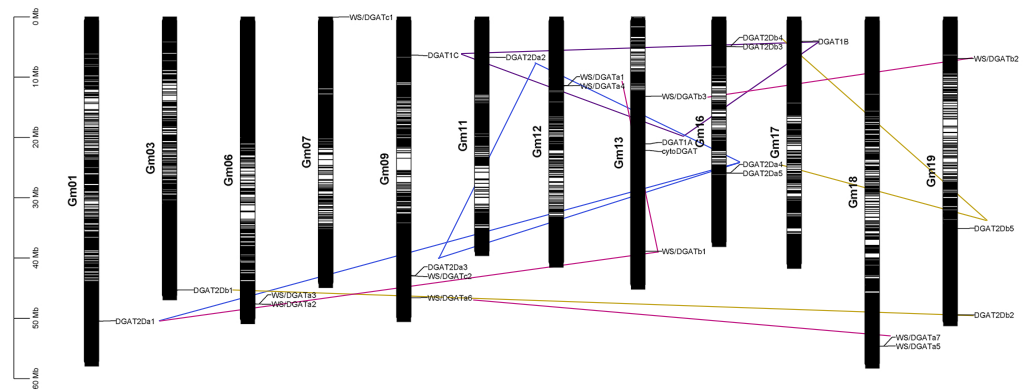 0 Mb
10 Mb
20 Mb
30 Mb
40 Mb
50 Mb
60 Mb
Gm01
DGAT2Da1
Gm03
DGAT2Db1
Gm06
WS/DGATa3
WS/DGATa2
Gm07
WS/DGATc1
Gm09
DGAT1C
DGAT2Da3
WS/DGATc2
WS/DGATa6
Gm11
DGAT2Da2
Gm12
WS/DGATa1
WS/DGATa4
Gm13
WS/DGATb3
DGAT1A
cytoDGAT
WS/DGATb1
Gm16
DGAT2Db4
DGAT2Db3
DGAT2Da4
DGAT2Da5
Gm17
DGAT1B
Gm18
WS/DGATa7
WS/DGATa5
Gm19
WS/DGATb2
DGAT2Db5
DGAT2Db2